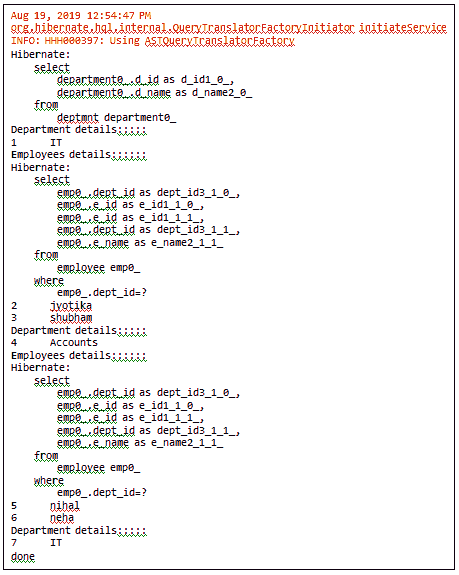 Aug 19, 2019 12:54:47 PM
org.hibernate.hql.internal.QueryTranslatorFactoryInitiator initiateService
INFO: HHH000397: Using ASTQueryTranslatorFactory
Hibernate:
select
department0_.d_id as d_id1_0_,
department0_.d_name as d_name2_0_
from
deptmnt department0_
Department details;;;;;
1 IT
Employees details;;;;;;
Hibernate:
select
emp0_.dept_id as dept_id3_1_0_,
emp0_.e_id as e_id1_1_0_,
emp0_.e_id as e_id1_1_1_,
emp0_.dept_id as dept_id3_1_1_,
emp0_.e_name as e_name2_1_1_
from
employee emp0_
where
emp0_.dept_id=?
2 jyotika
3 shubham
Department details;;;;;
4 Accounts
Employees details;;;;;;
Hibernate:
select
emp0_.dept_id as dept_id3_1_0_,
emp0_.e_id as e_id1_1_0_,
emp0_.e_id as e_id1_1_1_,
emp0_.dept_id as dept_id3_1_1_,
emp0_.e_name as e_name2_1_1_
from
employee emp0_
where
emp0_.dept_id=?
5 nihal
6 neha
Department details;;;;;
7 IT
done